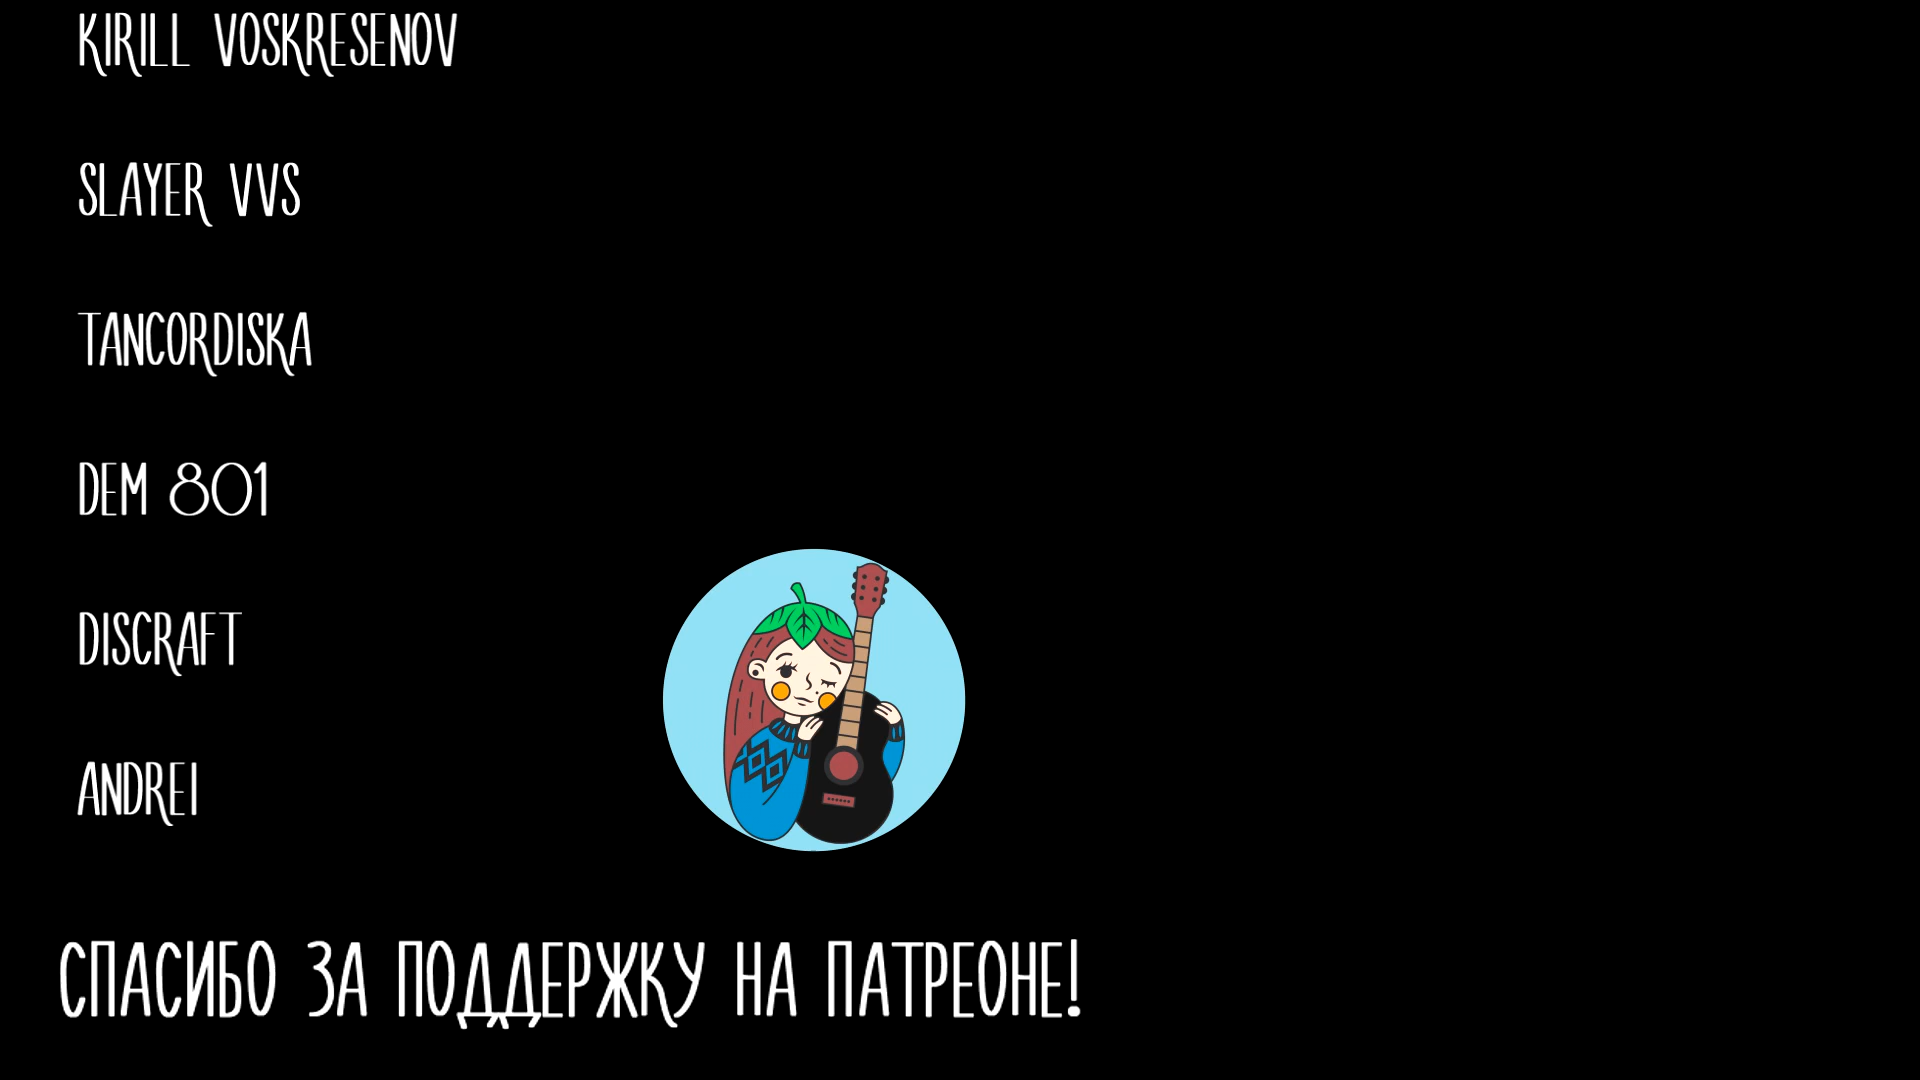 KIRILL VOSKRESENOV
SLAYER VVS
TANCORDISKA
DEM 801
DISCRAFT
ANDREI
СПАСИБО ЗА ПОДДЕРЖКУ НА ПАТРЕОНЕ!